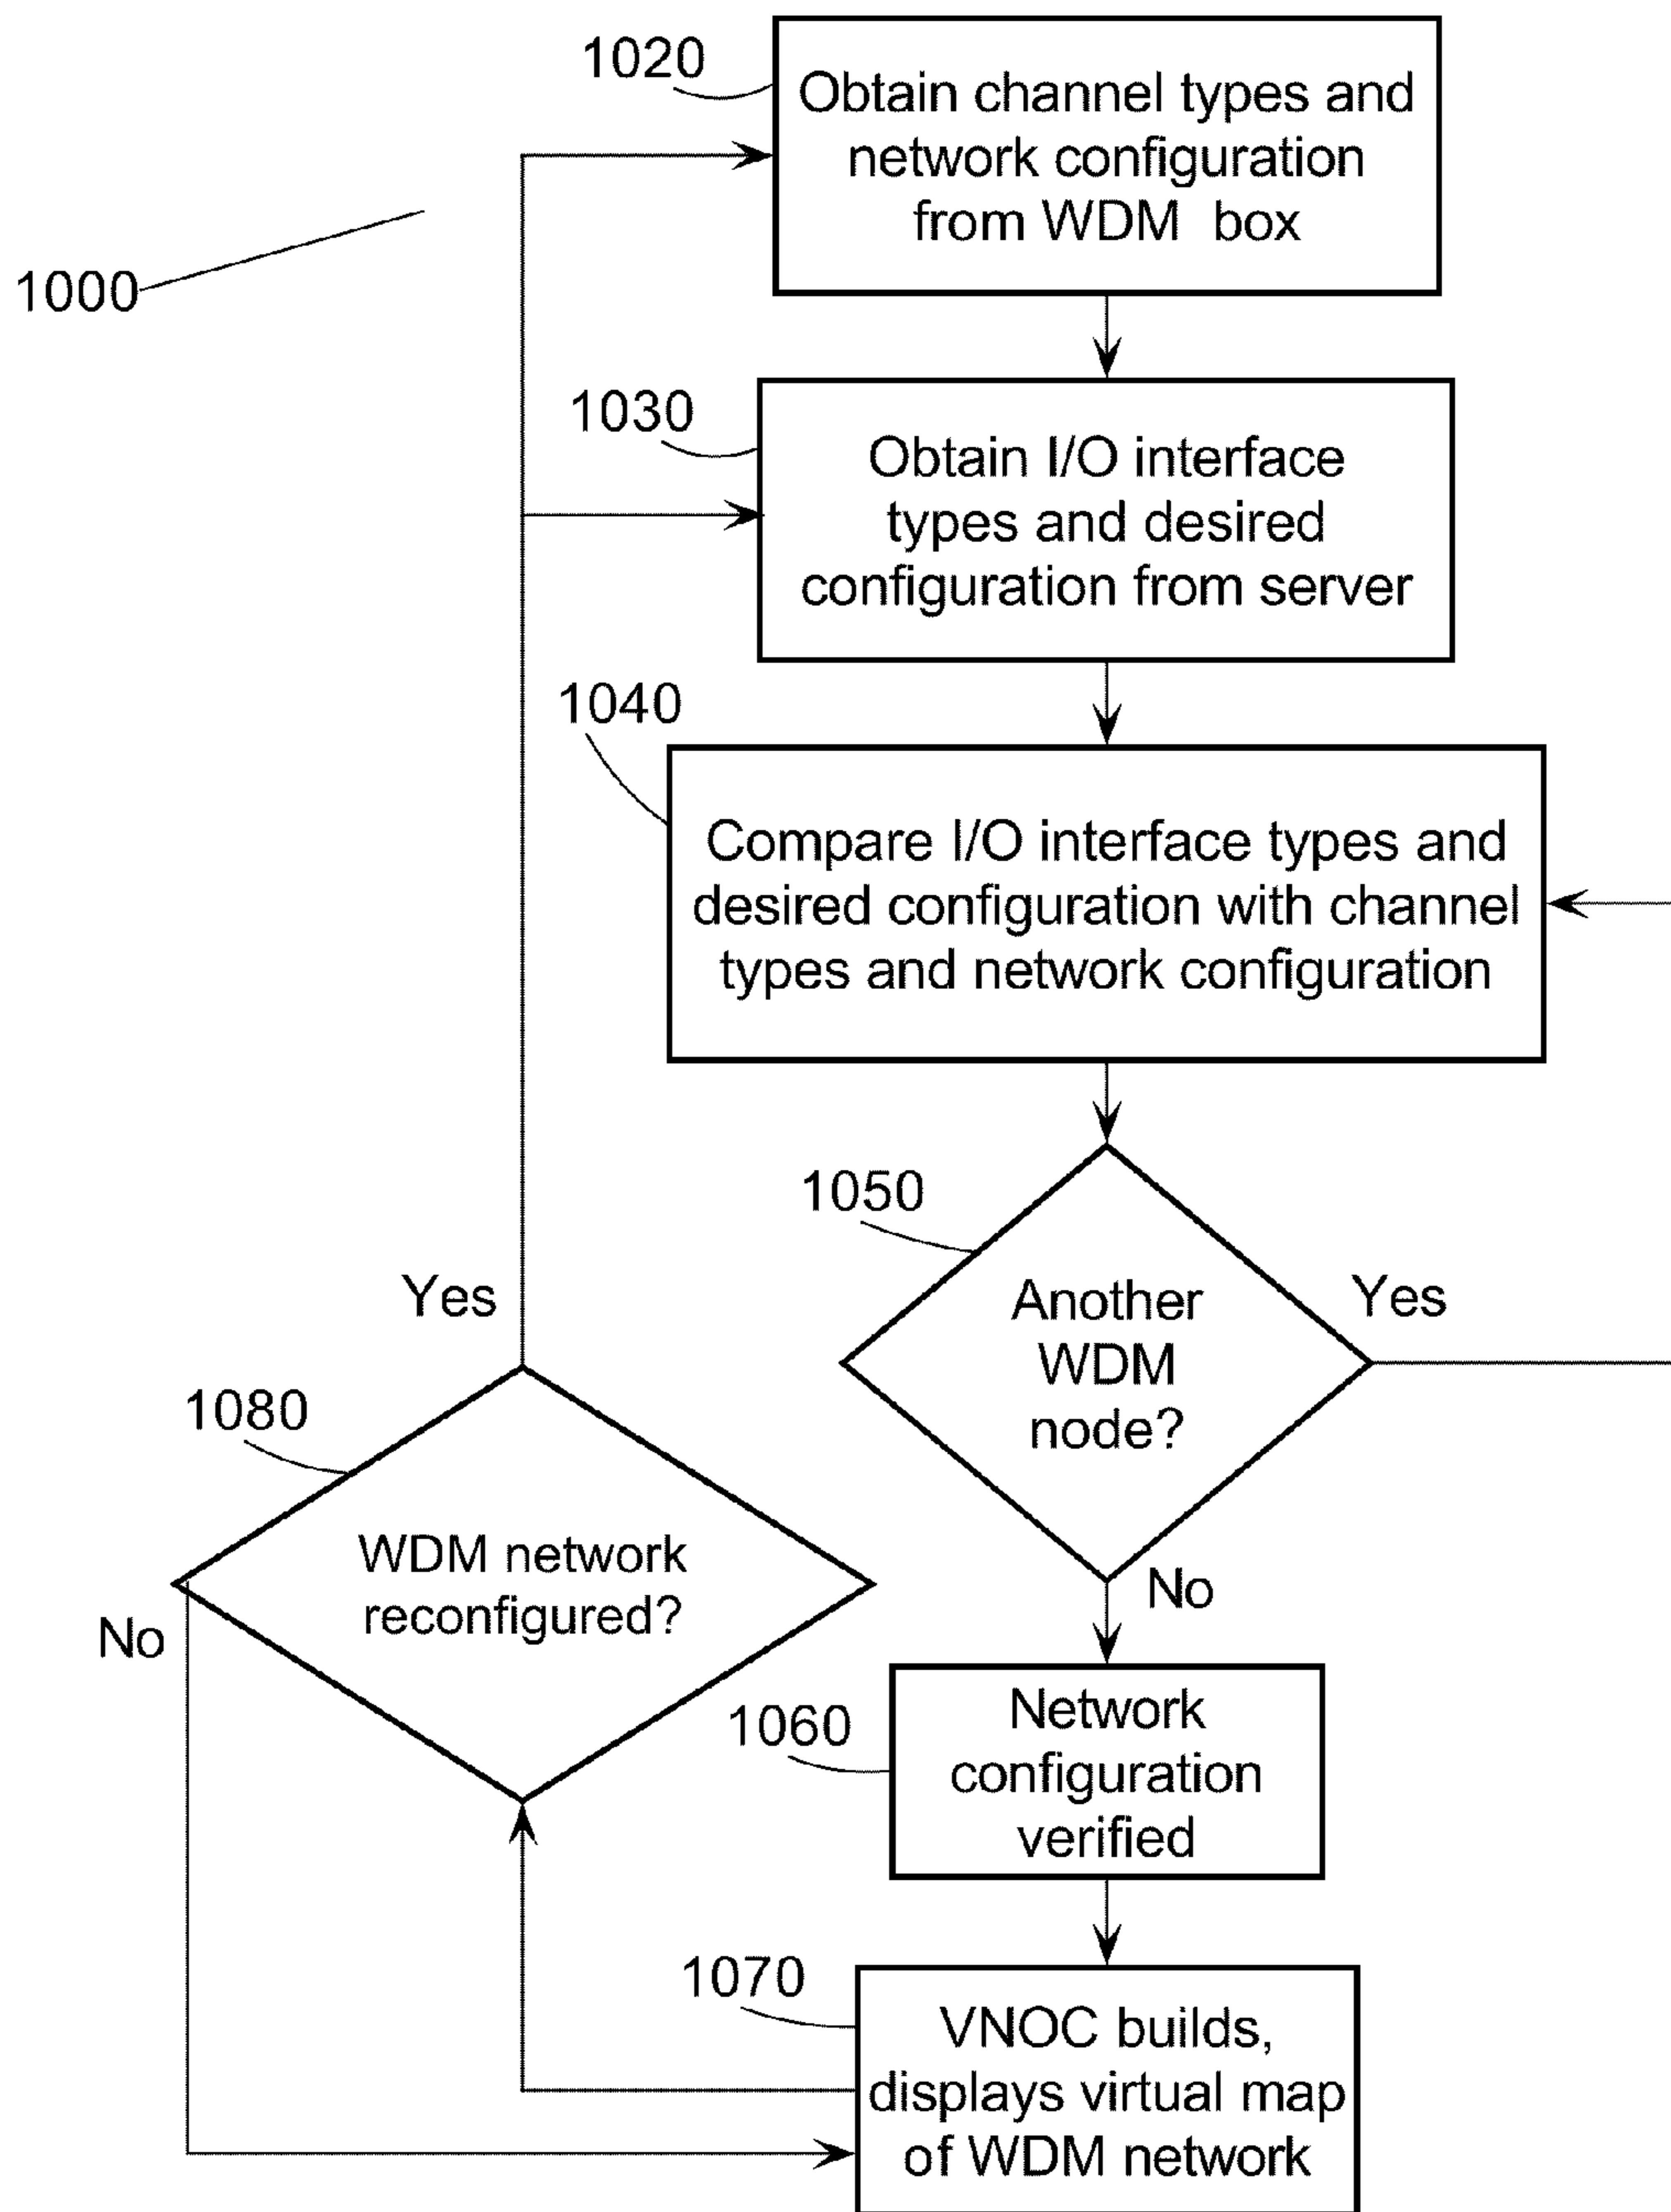 1020
Obtain channel types and
network configuration
from WDM box
1000
1030
Obtain I/O interface
types and desired
configuration from server
1040
Compare I/O interface types and
desired configuration with channel
types and network configuration
1050
Another
WDM
node?
Yes
Yes
1080
WDM network
reconfigured?
No
No
1060
Network
configuration
verified
1070
VNOC builds,
displays virtual map
of WDM network